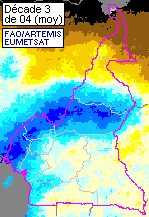 Décade 3
de 04 (moy)
FAO/ARTEMIS
EUMETSAT